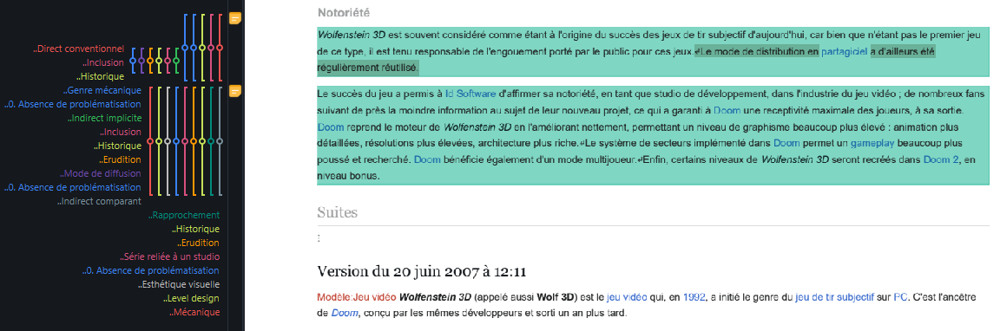 ..Direct conventionnel
..Inclusion
..Historique
..Genre mécanique
..0. Absence de problématisation
..Indirect implicite
..Inclusion
..Historique
..Erudition
..Mode de diffusion
..0. Absence de problématisation
..Indirect comparant
..Rapprochement
..Historique
..Erudition
..Série reliée à un studio
..0. Absence de problématisation
..Esthétique visuelle
..Level design
..Mécanique
Notoriété
Wolfenstein 3D est souvent considéré comme étant à l'origine du succès des jeux de tir subjectif d'aujourd'hui, car bien que n'étant pas le premier jeu
de ce type, il est tenu responsable de l'engouement porté par le public pour ces jeux.↵Le mode de distribution en partagiciel a d'ailleurs été
régulièrement réutilisé.
Le succès du jeu a permis à Id Software d'affirmer sa notoriété, en tant que studio de développement, dans l'industrie du jeu vidéo ; de nombreux fans
suivant de près la moindre information au sujet de leur nouveau projet, ce qui a garanti à Doom une receptivité maximale des joueurs, à sa sortie.
Doom reprend le moteur de Wolfenstein 3D en l'améliorant nettement, permettant un niveau de graphisme beaucoup plus élevé : animation plus
détaillées, résolutions plus élevées, architecture plus riche.↵Le système de secteurs implémenté dans Doom permet un gameplay beaucoup plus
poussé et recherché. Doom bénéficie également d'un mode multijoueur.↵Enfin, certains niveaux de Wolfenstein 3D seront recréés dans Doom 2, en
niveau bonus.
Suites
Version du 20 juin 2007 à 12:11
Modèle:Jeu vidéo Wolfenstein 3D (appelé aussi Wolf 3D) est le jeu vidéo qui, en 1992, a initié le genre du jeu de tir subjectif sur PC. C'est l'ancêtre
de Doom, conçu par les mêmes développeurs et sorti un an plus tard.